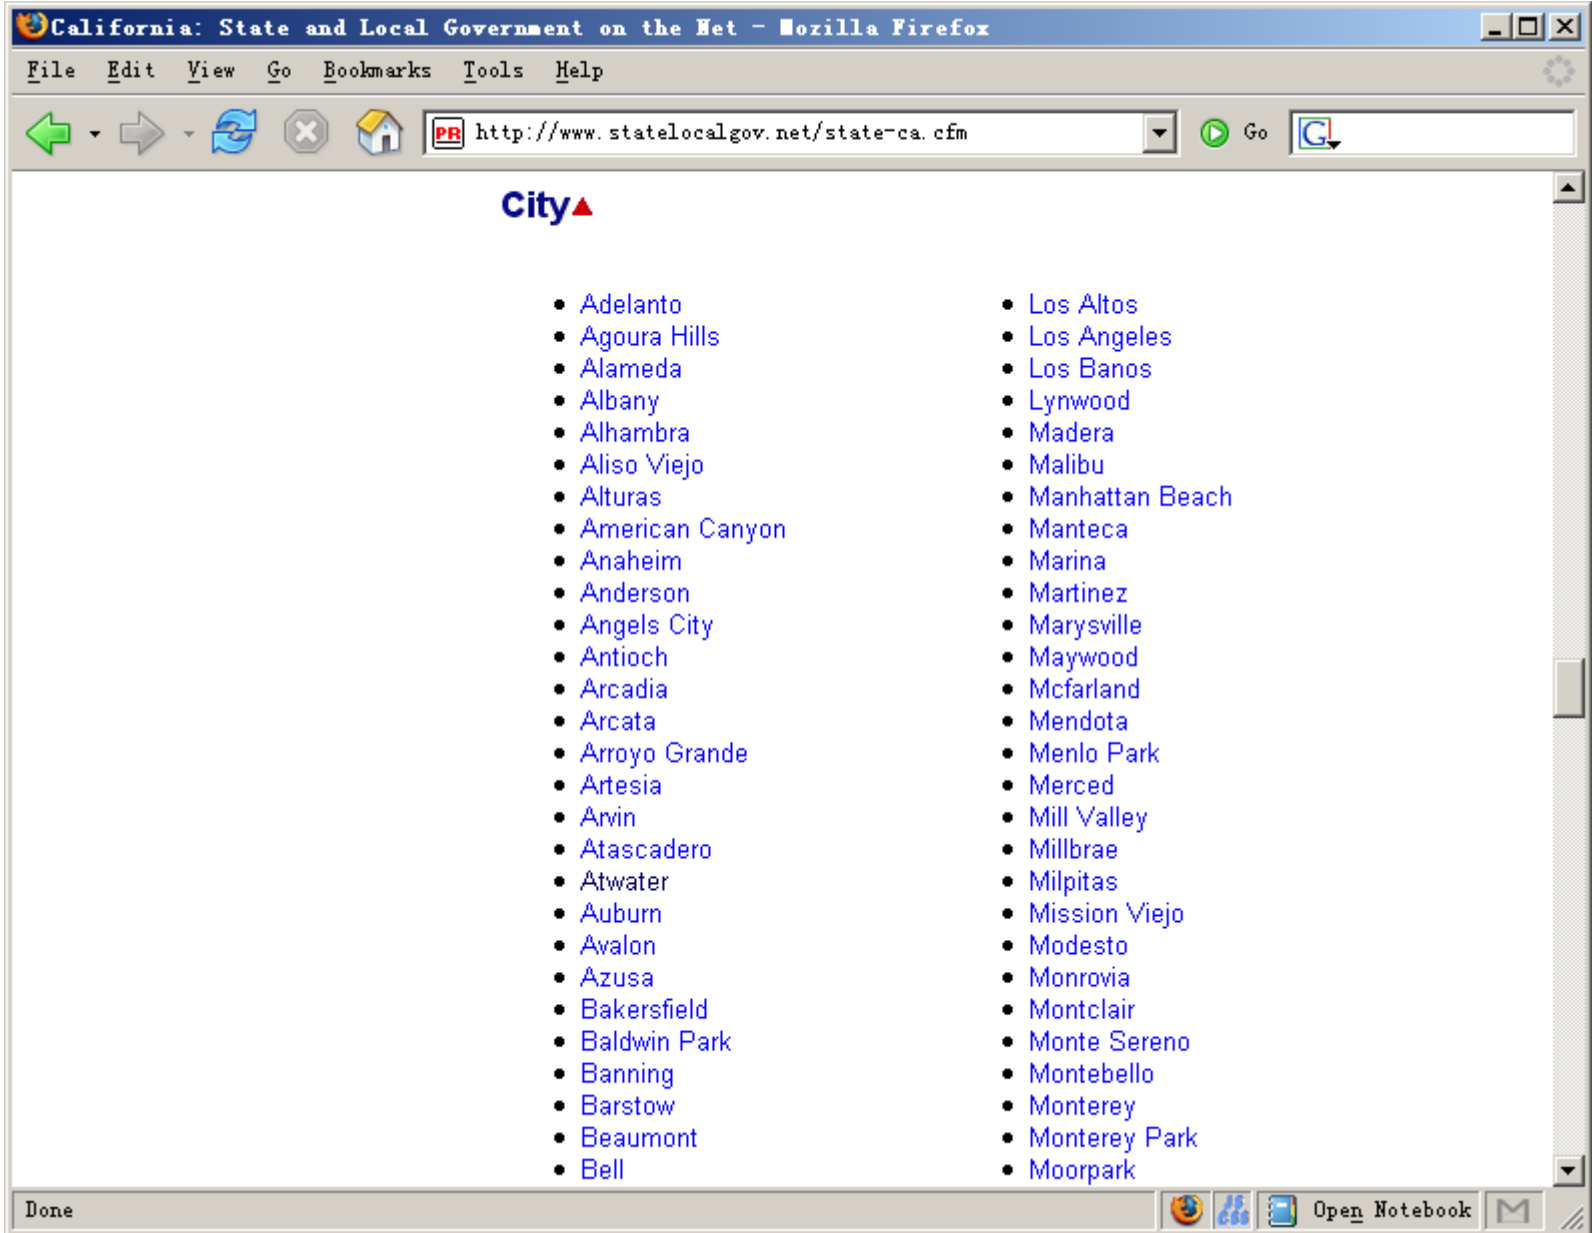 California: State and Local Government on the Net - Mozilla Firefox
File Edit View Go Bookmarks Tools Help
PR http://www.statelocalgov.net/state-ca.cfm Go G
City
Adelanto
Agoura Hills
Alameda
Albany
Alhambra
Aliso Viejo
Alturas
American Canyon
Anaheim
Anderson
Angels City
Antioch
Arcadia
Arcata
Arroyo Grande
Artesia
Arvin
Atascadero
Atwater
Auburn
Avalon
Azusa
Bakersfield
Baldwin Park
Banning
Barstow
Beaumont
Bell
Los Altos
Los Angeles
Los Banos
Lynwood
Madera
Malibu
Manhattan Beach
Manteca
Marina
Martinez
Marysville
Maywood
Mcfarland
Mendota
Menlo Park
Merced
Mill Valley
Millbrae
Milpitas
Mission Viejo
Modesto
Monrovia
Montclair
Monte Sereno
Montebello
Monterey
Monterey Park
Moorpark
Done JS CSS Open Notebook